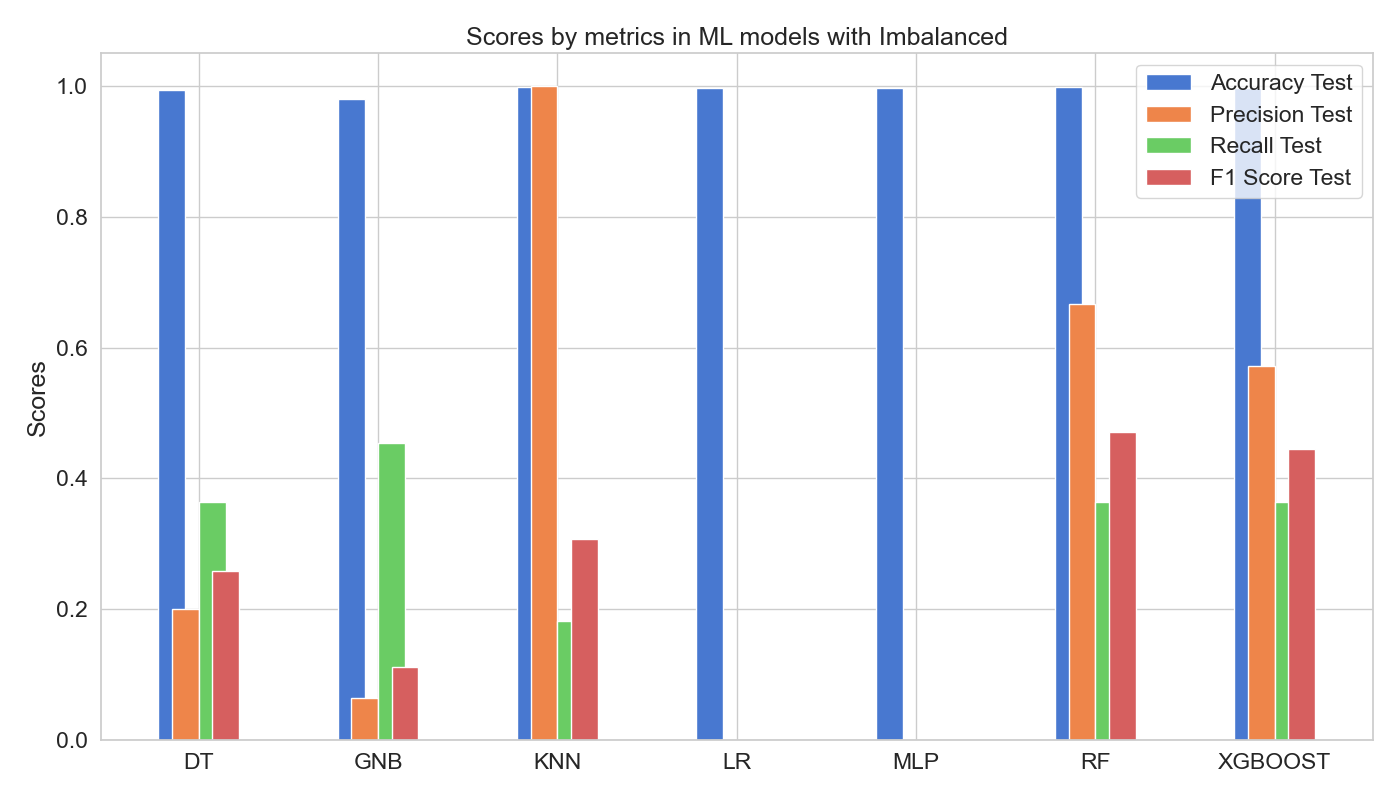 Scores by metrics in ML models with Imbalanced
Accuracy Test
Precision Test
Recall Test
F1 Score Test
Scores
1.0
0.8
0.6
0.4
0.2
0.0
DT GNB KNN LR MLP RF XGBOOST